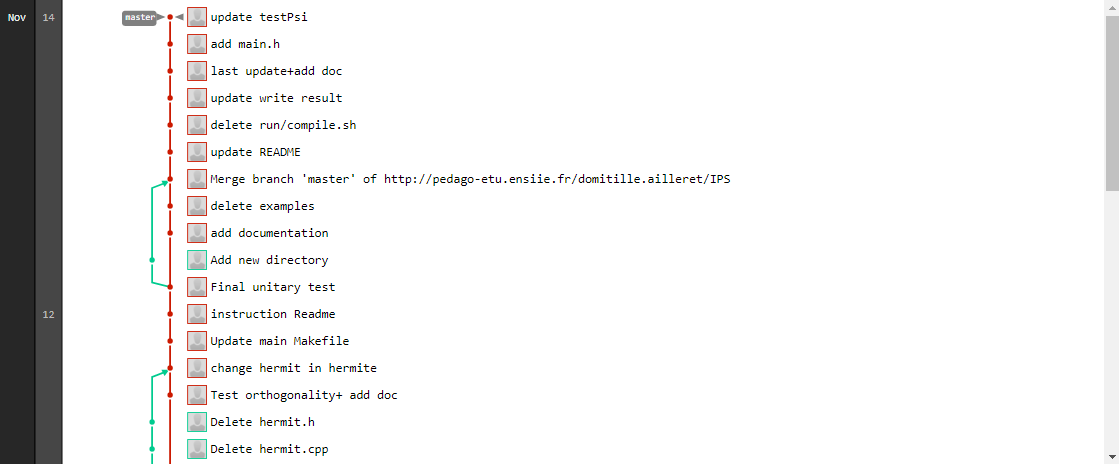 Nov 14 master update testPsi
add main.h
last update+add doc
update write result
delete run/compile.sh
update README
Merge branch 'master' of http://pedago-etu.ensiie.fr/domitille.ailleret/IPS
delete examples
add documentation
Add new directory
Final unitary test
12 instruction Readme
Update main Makefile
change hermit in hermite
Test orthogonality+ add doc
Delete hermit.h
Delete hermit.cpp